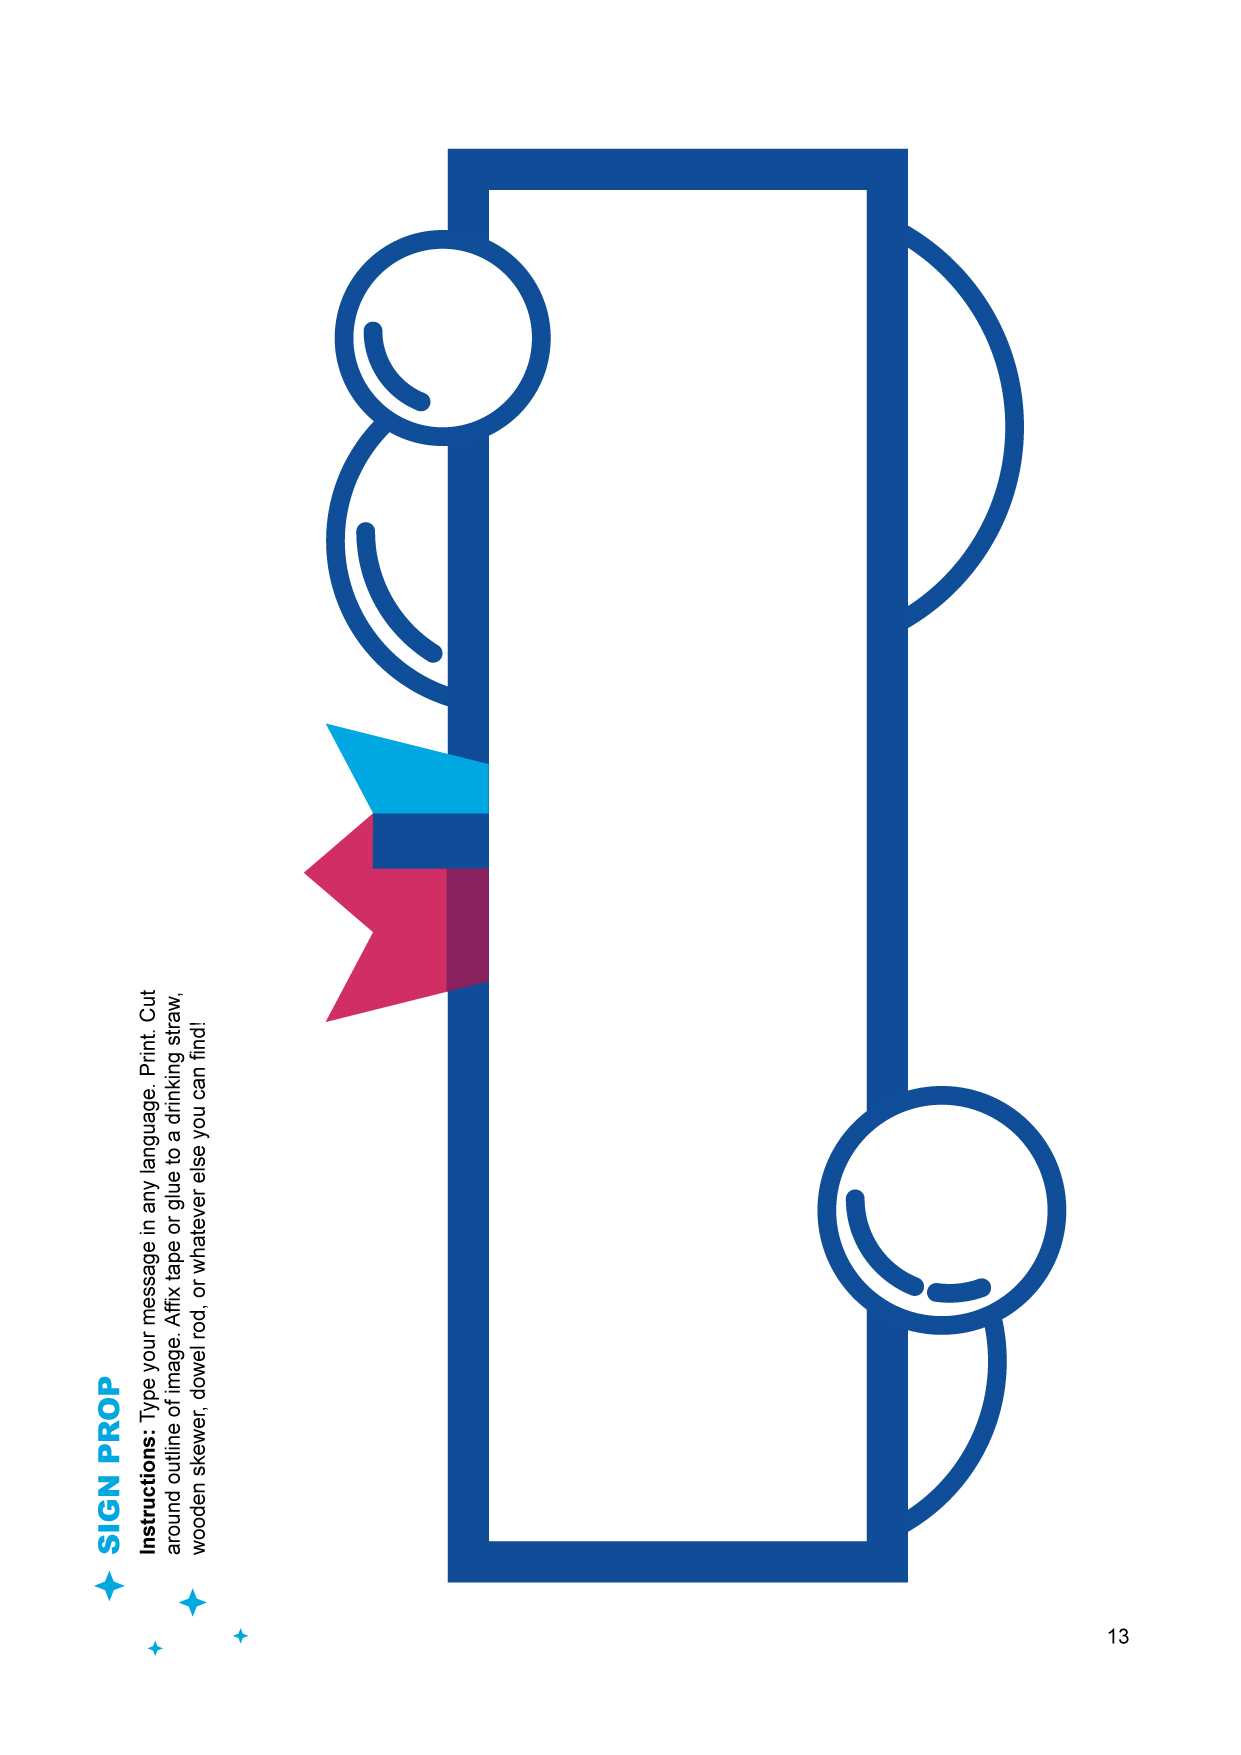 SIGN PROP
Instructions: Type your message in any language. Print. Cut
around outline of image. Affix tape or glue to a drinking straw,
wooden skewer, dowel rod, or whatever else you can find!
13